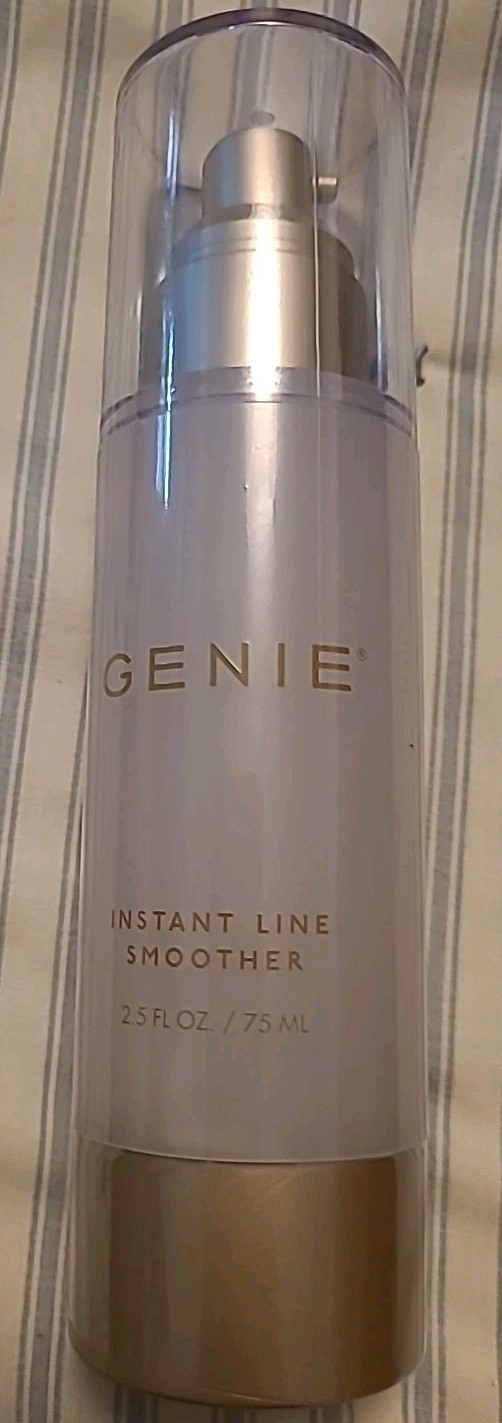 GENIE®
INSTANT LINE
SMOOTHER
2.5 FL OZ. / 75 ML